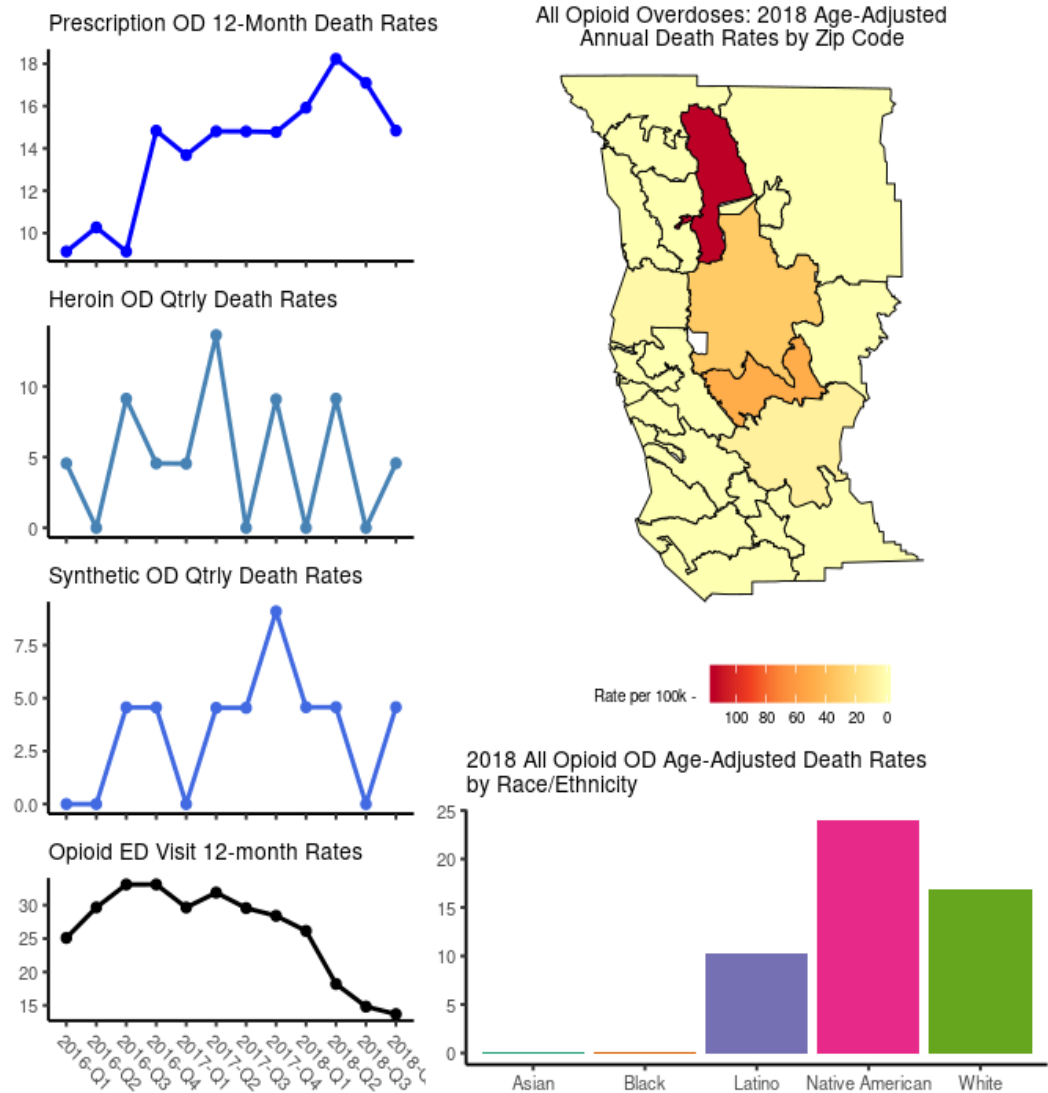 Prescription OD 12-Month Death Rates
18
16
14
12
10
Heroin OD Qtrly Death Rates
10
5
0
Synthetic OD Qtrly Death Rates
7.5
5.0
2.5
0.0
Opioid ED Visit 12-month Rates
30
25
20
15
2016-Q1
2016-Q2
2016-Q3
2016-Q4
2017-Q1
2017-Q2
2017-Q3
2017-Q4
2018-Q1
2018-Q2
2018-Q3
2018-
All Opioid Overdoses: 2018 Age-Adjusted
Annual Death Rates by Zip Code
Rate per 100k -
100 80 60 40 20 0
2018 All Opioid OD Age-Adjusted Death Rates
by Race/Ethnicity
25
20
15
10
5
0
Asian Black Latino Native American White